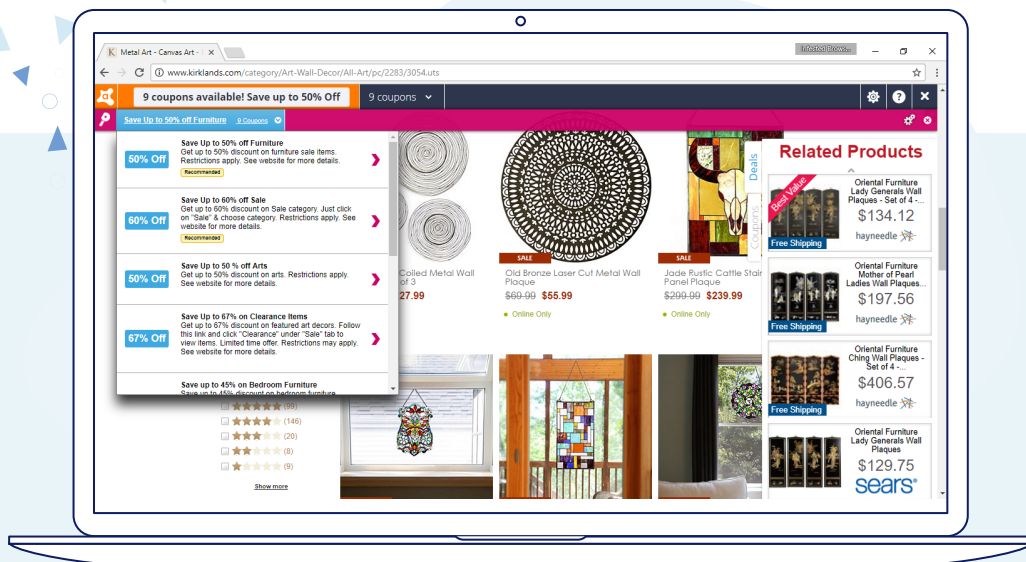 Metal Art - Canvas Art -
Infected Brows...
www.kirklands.com/category/Art-Wall-Decor/All-Art/pc/2283/3054.uts
9 coupons available! Save up to 50% Off
9 coupons
Save Up to 50% off Furniture
9 Coupons
50% Off
Save Up to 50% off Furniture
Get up to 50% discount on furniture sale items.
Restrictions apply. See website for more details.
Recommended
60% Off
Save Up to 60% off Sale
Get up to 60% discount on Sale category. Just click
on "Sale" & choose category. Restrictions apply. See
website for more details.
Recommended
50% Off
Save Up to 50 % off Arts
Get up to 50% discount on arts. Restrictions apply.
See website for more details.
67% Off
Save Up to 67% on Clearance Items
Get up to 67% discount on featured art decors. Follow
this link and click "Clearance" under "Sale" tab to
view items. Limited time offer. Restrictions may apply.
See website for more details.
Save up to 45% on Bedroom Furniture
Save up to 45% discount on bedroom furniture
(99)
(146)
(20)
(8)
(9)
Show more
Coiled Metal Wall
of 3
27.99
SALE
Old Bronze Laser Cut Metal Wall
Plaque
$69.99 $55.99
Online Only
SALE
Jade Rustic Cattle Stain
Panel Plaque
$299.99 $239.99
Online Only
Deals
coupons
Related Products
Best Value
Free Shipping
Oriental Furniture
Lady Generals Wall
Plaques - Set of 4 -...
$134.12
hayneedle
Free Shipping
Oriental Furniture
Mother of Pearl
Ladies Wall Plaques...
$197.56
hayneedle
Free Shipping
Oriental Furniture
Ching Wall Plaques -
Set of 4 -...
$406.57
hayneedle
Oriental Furniture
Lady Generals Wall
Plaques
$129.75
sears